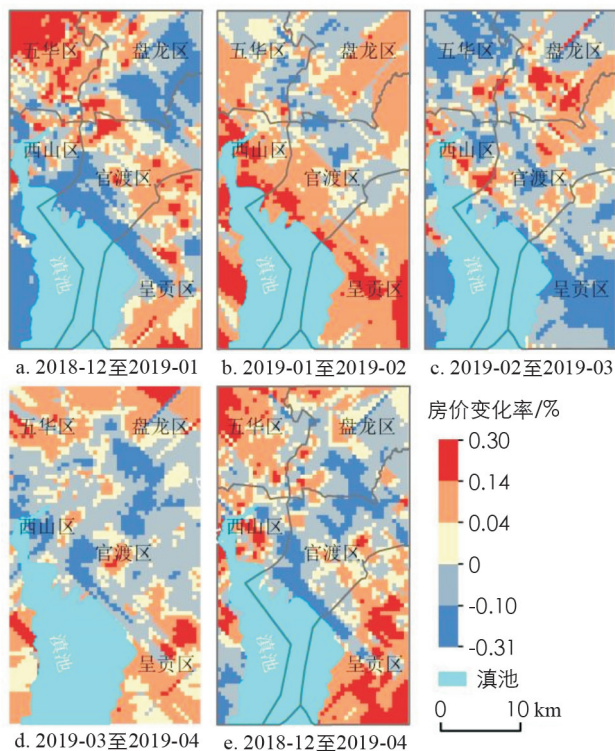 五华区 盘龙区
西山区
官渡区
滇池
呈贡区
a. 2018-12至2019-01
五华区 盘龙区
西山区
官渡区
滇池
呈贡区
b. 2019-01至2019-02
五华区 盘龙区
西山区
官渡区
滇池
呈贡区
c. 2019-02至2019-03
五华区 盘龙区
西山区
官渡区
滇池
呈贡区
d. 2019-03至2019-04
五华区 盘龙区
西山区
官渡区
滇池
呈贡区
e. 2018-12至2019-04
房价变化率/%
0.30
0.14
0.04
0
-0.10
-0.31
滇池
0 10 km